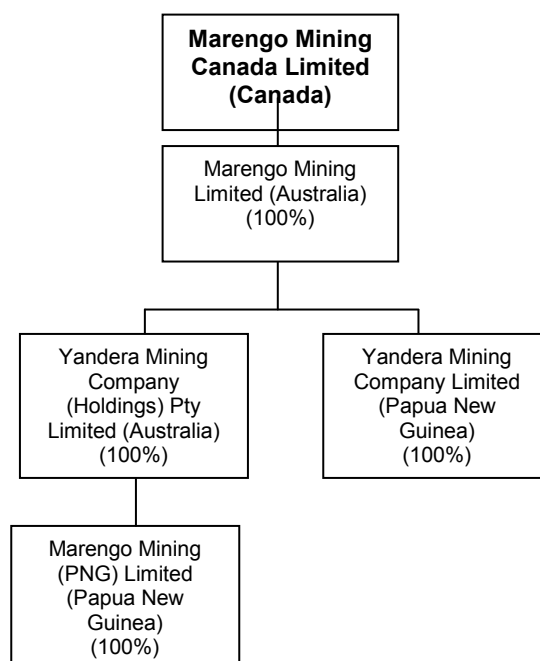 Marengo Mining
Canada Limited
(Canada)
Marengo Mining
Limited (Australia)
(100%)
Yandera Mining
Company
(Holdings) Pty
Limited (Australia)
(100%)
Yandera Mining
Company Limited
(Papua New
Guinea)
(100%)
Marengo Mining
(PNG) Limited
(Papua New
Guinea)
(100%)